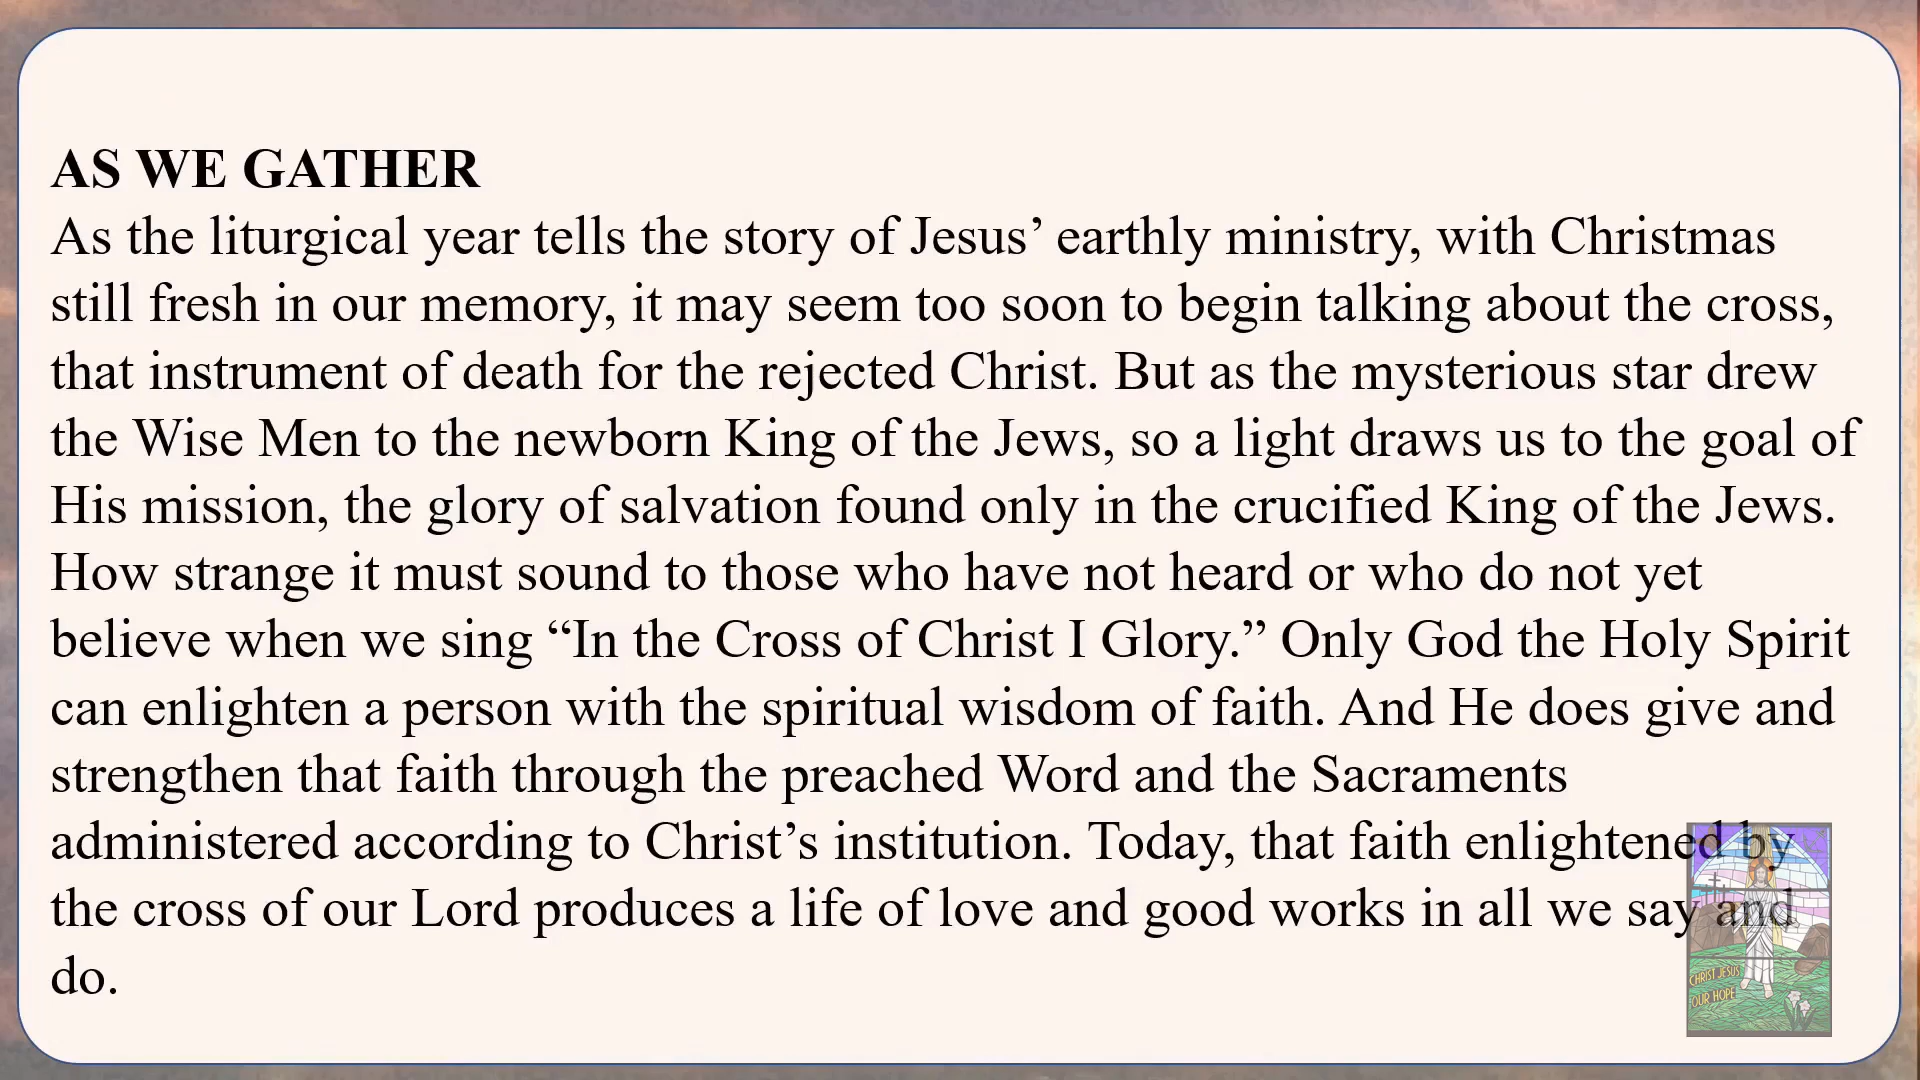 AS WE GATHER
As the liturgical year tells the story of Jesus’ earthly ministry, with Christmas
still fresh in our memory, it may seem too soon to begin talking about the cross,
that instrument of death for the rejected Christ. But as the mysterious star drew
the Wise Men to the newborn King of the Jews, so a light draws us to the goal of
His mission, the glory of salvation found only in the crucified King of the Jews.
How strange it must sound to those who have not heard or who do not yet
believe when we sing “In the Cross of Christ I Glory.” Only God the Holy Spirit
can enlighten a person with the spiritual wisdom of faith. And He does give and
strengthen that faith through the preached Word and the Sacraments
administered according to Christ’s institution. Today, that faith enlightened by
the cross of our Lord produces a life of love and good works in all we say and
do.
CHRIST JESUS
OUR HOPE